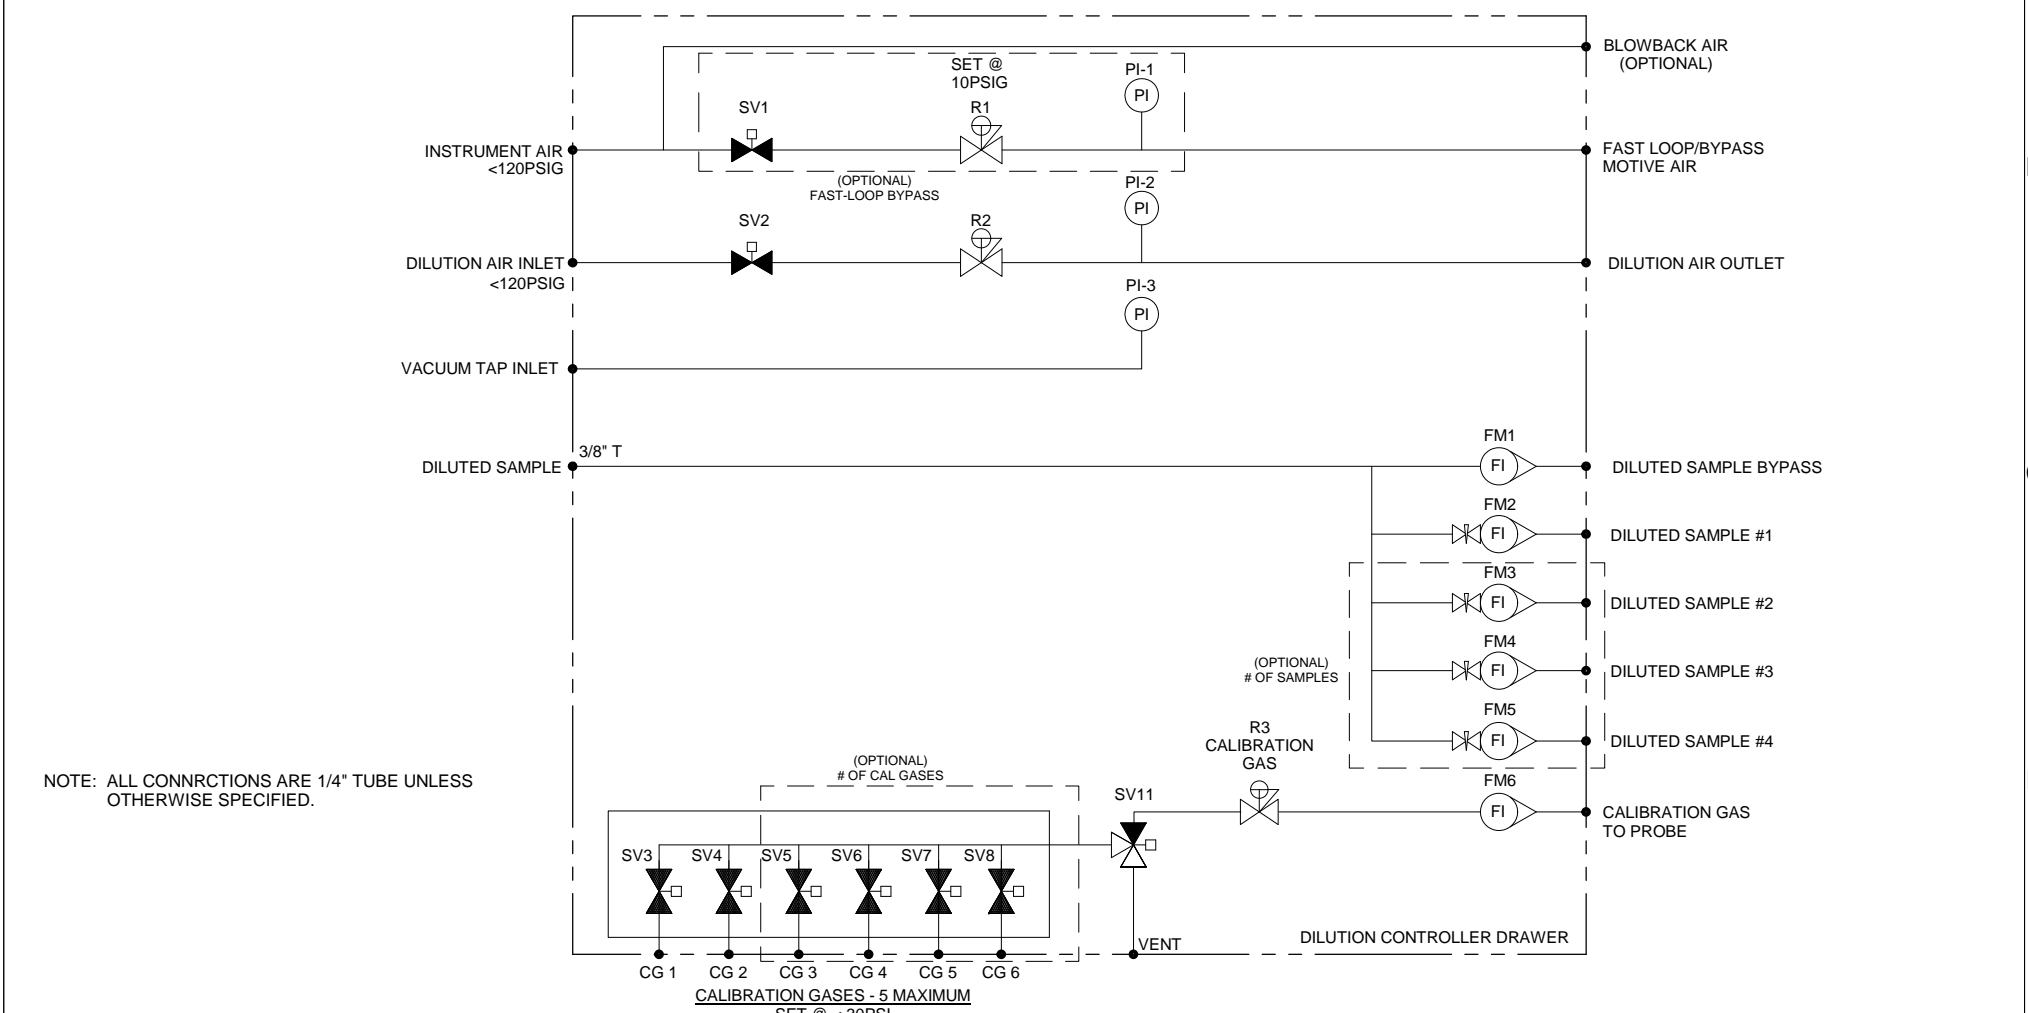 BLOWBACK AIR
(OPTIONAL)
SET @
10PSIG
PI-1
PI
SV1
R1
INSTRUMENT AIR
<120PSIG
FAST LOOP/BYPASS
MOTIVE AIR
(OPTIONAL)
FAST-LOOP BYPASS
PI-2
PI
SV2
R2
DILUTION AIR INLET
<120PSIG
DILUTION AIR OUTLET
PI-3
PI
VACUUM TAP INLET
3/8" T
DILUTED SAMPLE
FM1
FI
DILUTED SAMPLE BYPASS
FM2
FI
DILUTED SAMPLE #1
FM3
FI
DILUTED SAMPLE #2
(OPTIONAL)
# OF SAMPLES
FM4
FI
DILUTED SAMPLE #3
FM5
FI
DILUTED SAMPLE #4
R3
CALIBRATION
GAS
(OPTIONAL)
# OF CAL GASES
NOTE: ALL CONNRCTIONS ARE 1/4" TUBE UNLESS
OTHERWISE SPECIFIED.
SV11
FM6
FI
CALIBRATION GAS
TO PROBE
SV3 SV4 SV5 SV6 SV7 SV8
VENT
DILUTION CONTROLLER DRAWER
CG 1 CG 2 CG 3 CG 4 CG 5 CG 6
CALIBRATION GASES - 5 MAXIMUM
SET @ <30PSI